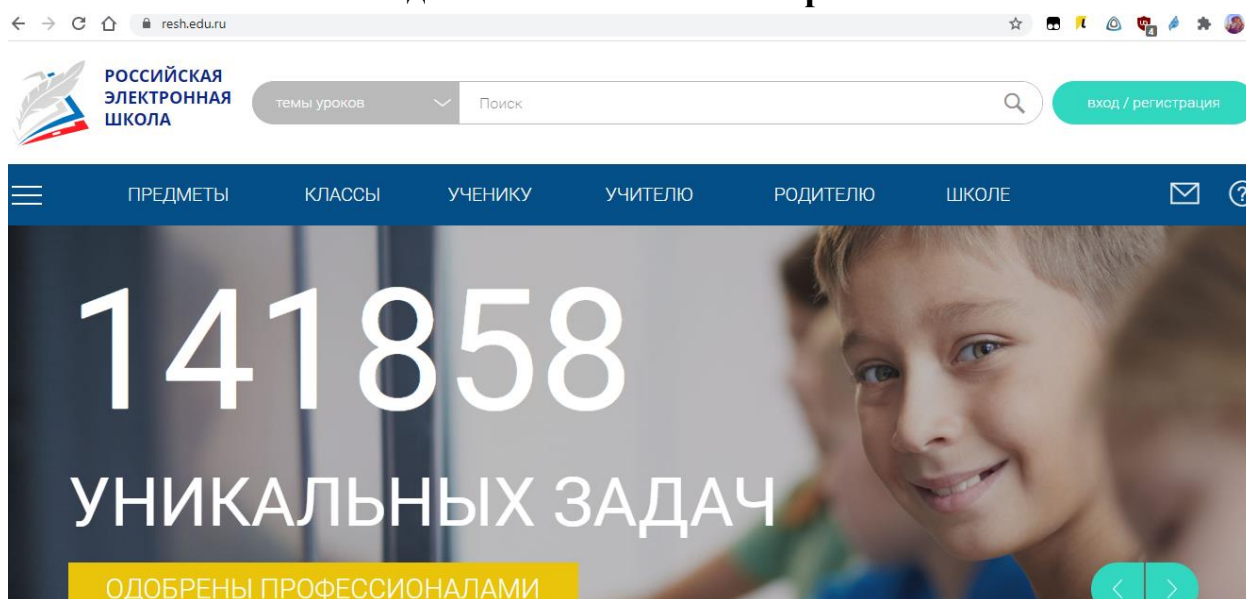 resh.edu.ru
4
РОССИЙСКАЯ
ЭЛЕКТРОННАЯ
ШКОЛА
темы уроков
Поиск
вход / регистрация
ПРЕДМЕТЫ КЛАССЫ УЧЕНИКУ УЧИТЕЛЮ РОДИТЕЛЮ ШКОЛЕ
141858
УНИКАЛЬНЫХ ЗАДАЧ
ОДОБРЕНЫ ПРОФЕССИОНАЛАМИ